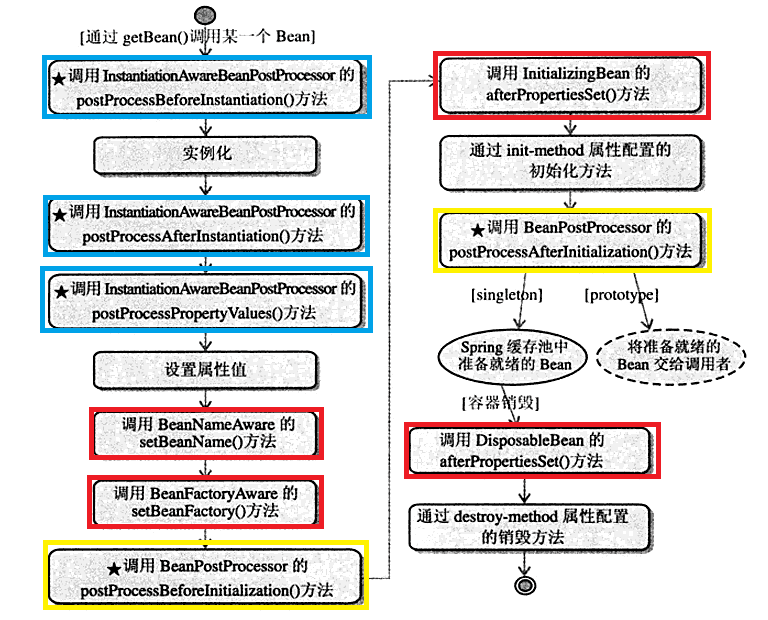 [通过 getBean()调用某一个 Bean]
★调用 InstantiationAwareBeanPostProcessor 的
postProcessBeforeInstantiation()方法
实例化
★调用 InstantiationAwareBeanPostProcessor 的
postProcessAfterInstantiation()方法
★调用 InstantiationAwareBeanPostProcessor 的
postProcessPropertyValues()方法
设置属性值
调用 BeanNameAware 的
setBeanName()方法
调用 BeanFactoryAware 的
setBeanFactory()方法
★调用 BeanPostProcessor 的
postProcessBeforeInitialization()方法
调用 InitializingBean 的
afterPropertiesSet()方法
通过 init-method 属性配置的
初始化方法
★调用 BeanPostProcessor 的
postProcessAfterInitialization()方法
[singleton]
[prototype]
Spring 缓存池中
准备就绪的 Bean
将准备就绪的
Bean 交给调用者
[容器销毁]
调用 DisposableBean 的
afterPropertiesSet()方法
通过 destroy-method 属性配置
的销毁方法